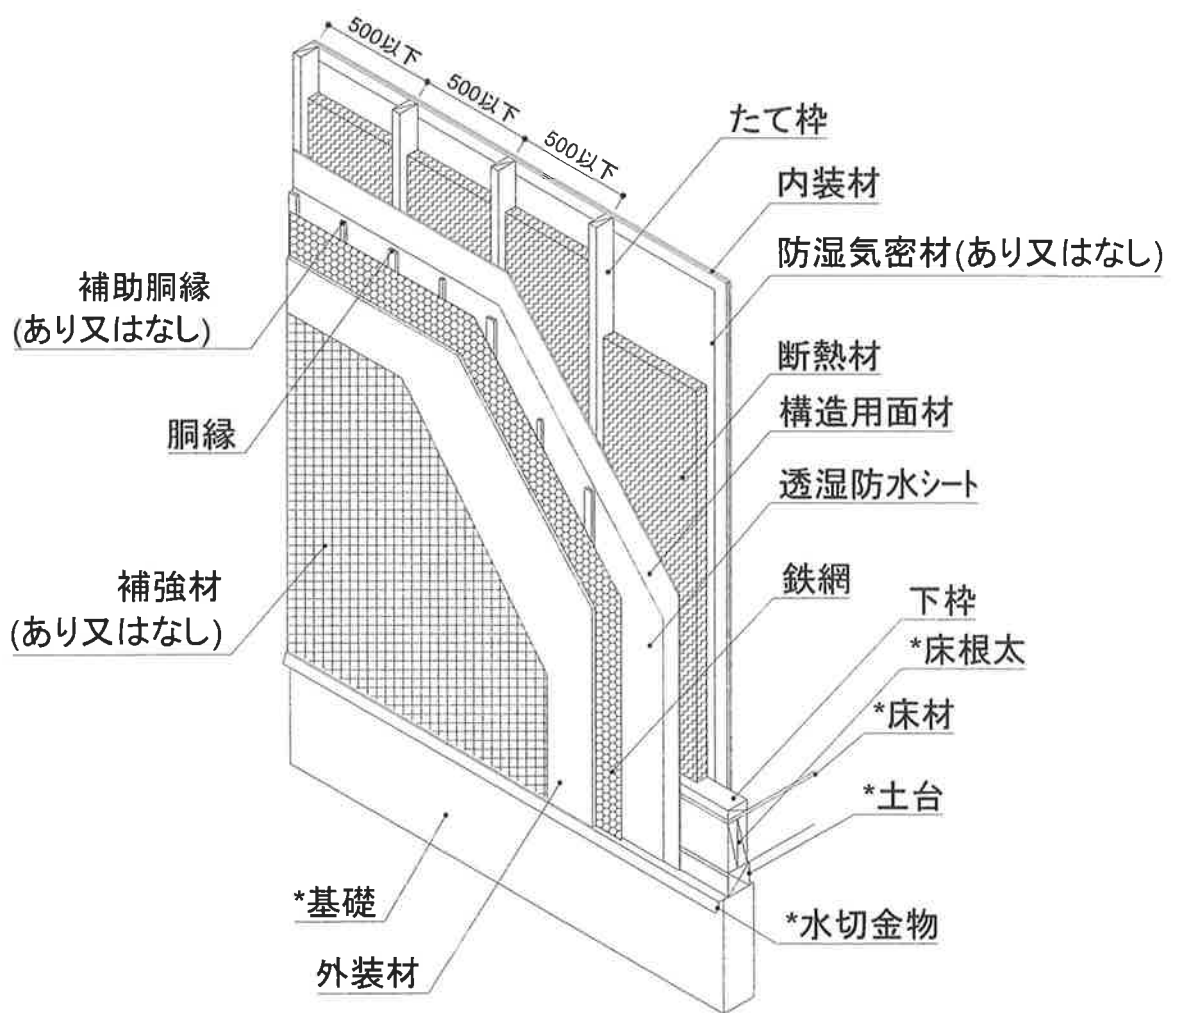 500以下
500以下
500以下
たて枠
内装材
防湿気密材(あり又はなし)
補助胴縁
(あり又はなし)
断熱材
構造用面材
胴縁
透湿防水シート
鉄網
補強材
(あり又はなし)
下枠
*床根太
*床材
*土台
*基礎
*水切金物
外装材